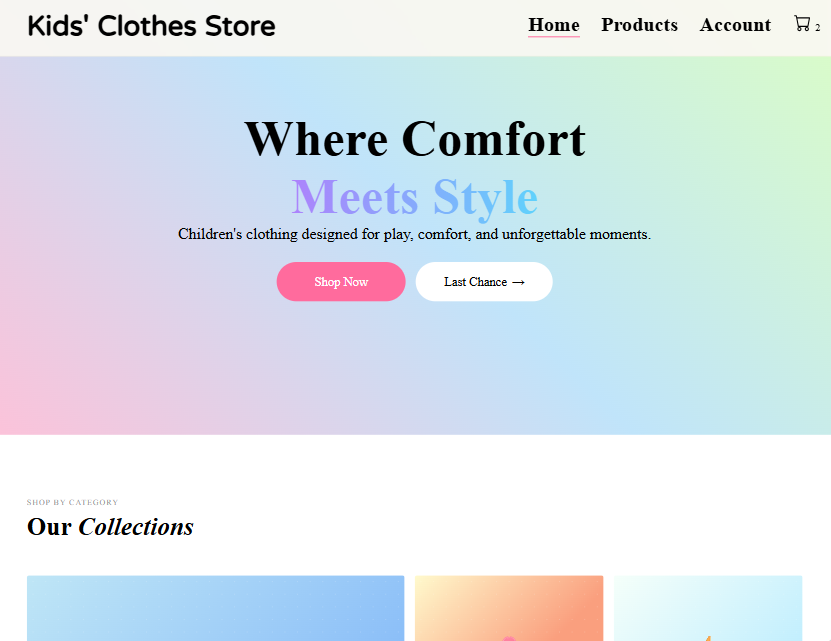 Kids' Clothes Store
Home Products Account 2
Where Comfort
Meets Style
Children's clothing designed for play, comfort, and unforgettable moments.
Shop Now Last Chance →
SHOP BY CATEGORY
Our Collections